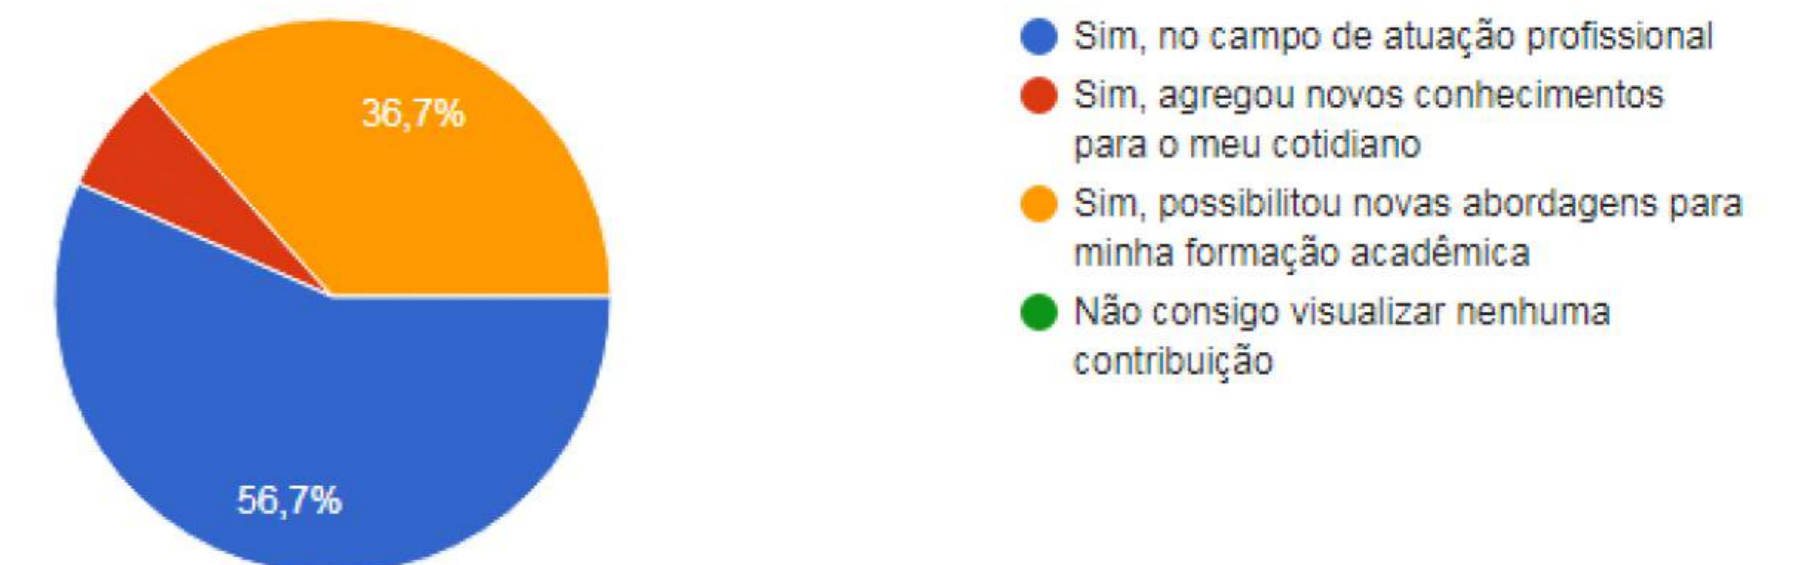 36,7%
56,7%
Sim, no campo de atuação profissional
Sim, agregou novos conhecimentos
para o meu cotidiano
Sim, possibilitou novas abordagens para
minha formação acadêmica
Não consigo visualizar nenhuma
contribuição